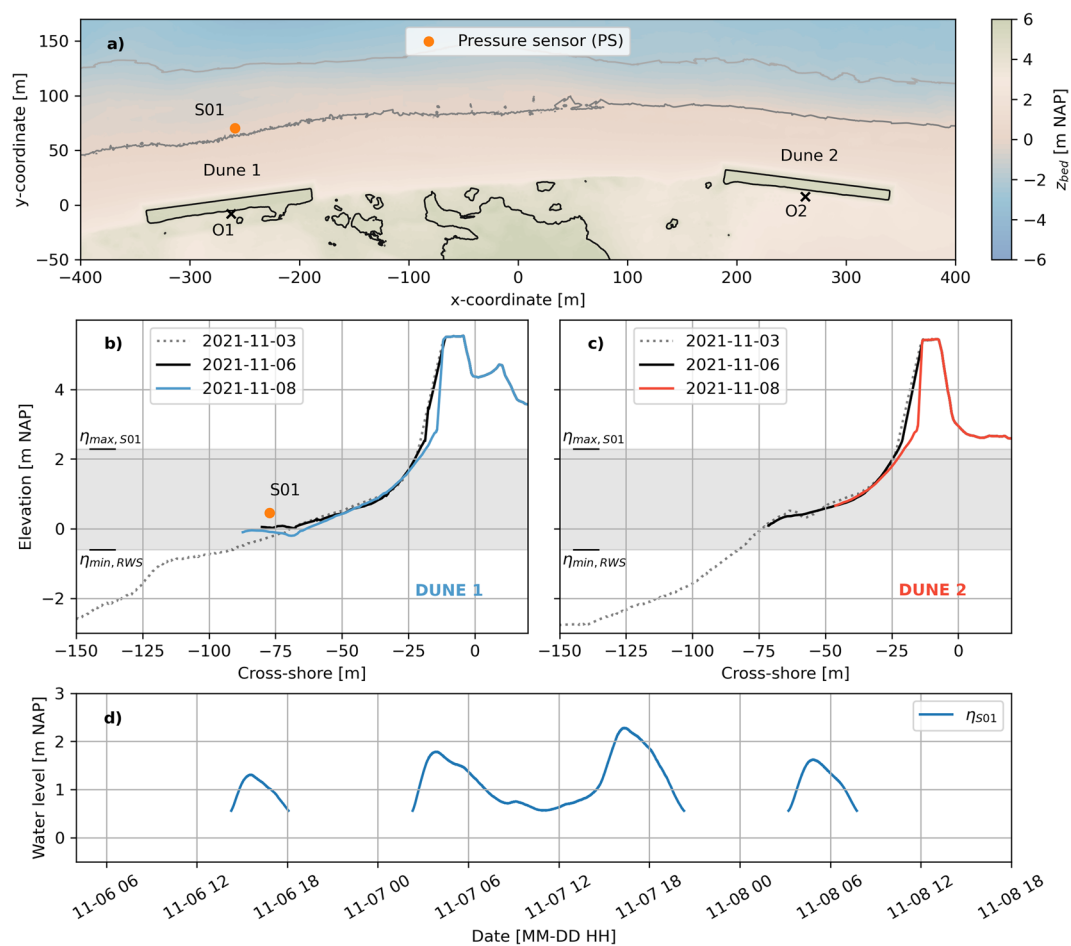 a)
Pressure sensor (PS)
S01
Dune 1
Dune 2
O1
O2
150
100
50
0
−50
y-coordinate [m]
−400 −300 −200 −100 0 100 200 300 400
x-coordinate [m]
6
4
2
0
−2
−4
−6
z_bed [m NAP]
b)
2021-11-03
2021-11-06
2021-11-08
η_max, S01
S01
η_min, RWS
DUNE 1
4
2
0
−2
Elevation [m NAP]
−150 −125 −100 −75 −50 −25 0
Cross-shore [m]
c)
2021-11-03
2021-11-06
2021-11-08
η_max, S01
η_min, RWS
DUNE 2
−150 −125 −100 −75 −50 −25 0
Cross-shore [m]
d)
η_S01
3
2
1
0
Water level [m NAP]
11-06 06 11-06 12 11-06 18 11-07 00 11-07 06 11-07 12 11-07 18 11-08 00 11-08 06 11-08 12 11-08 18
Date [MM-DD HH]